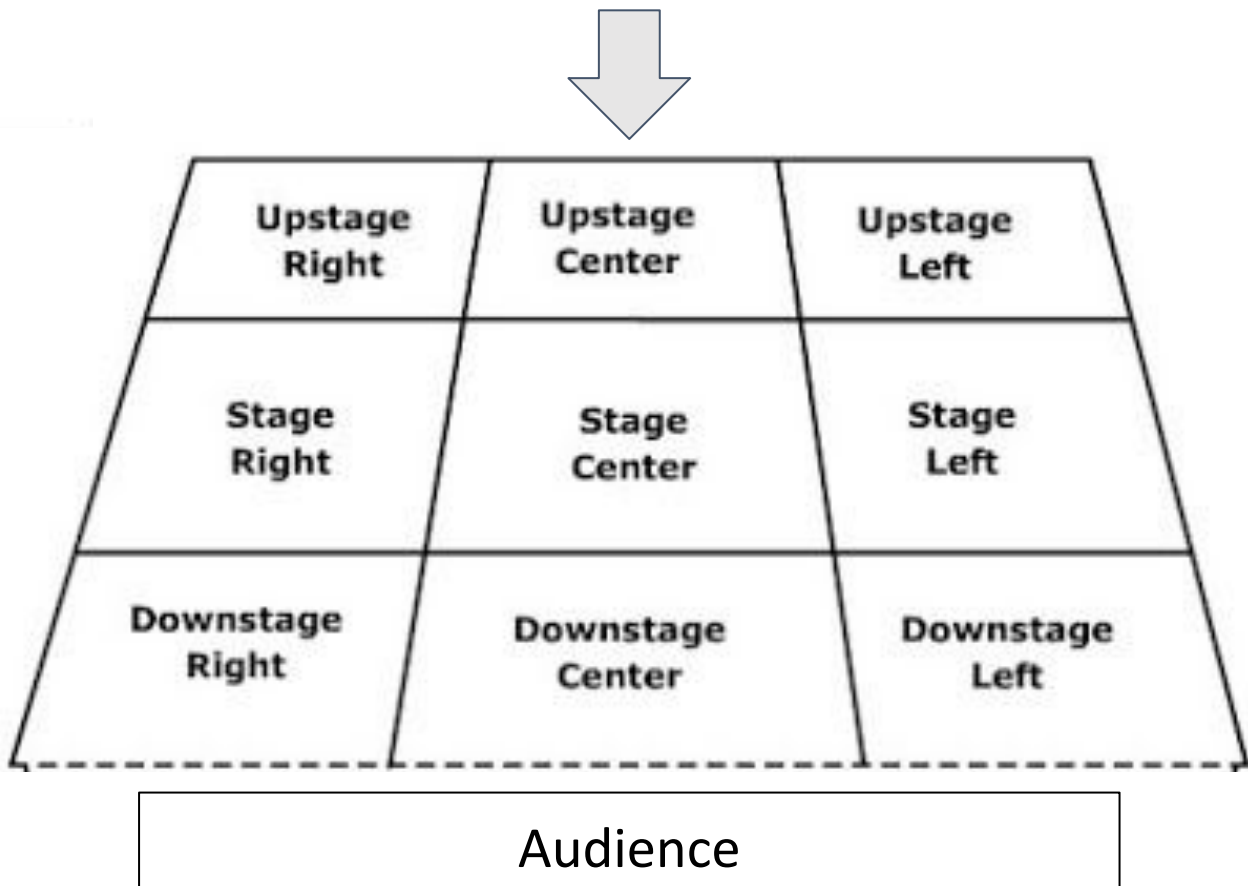 Upstage
Right
Upstage
Center
Upstage
Left
Stage
Right
Stage
Center
Stage
Left
Downstage
Right
Downstage
Center
Downstage
Left
Audience